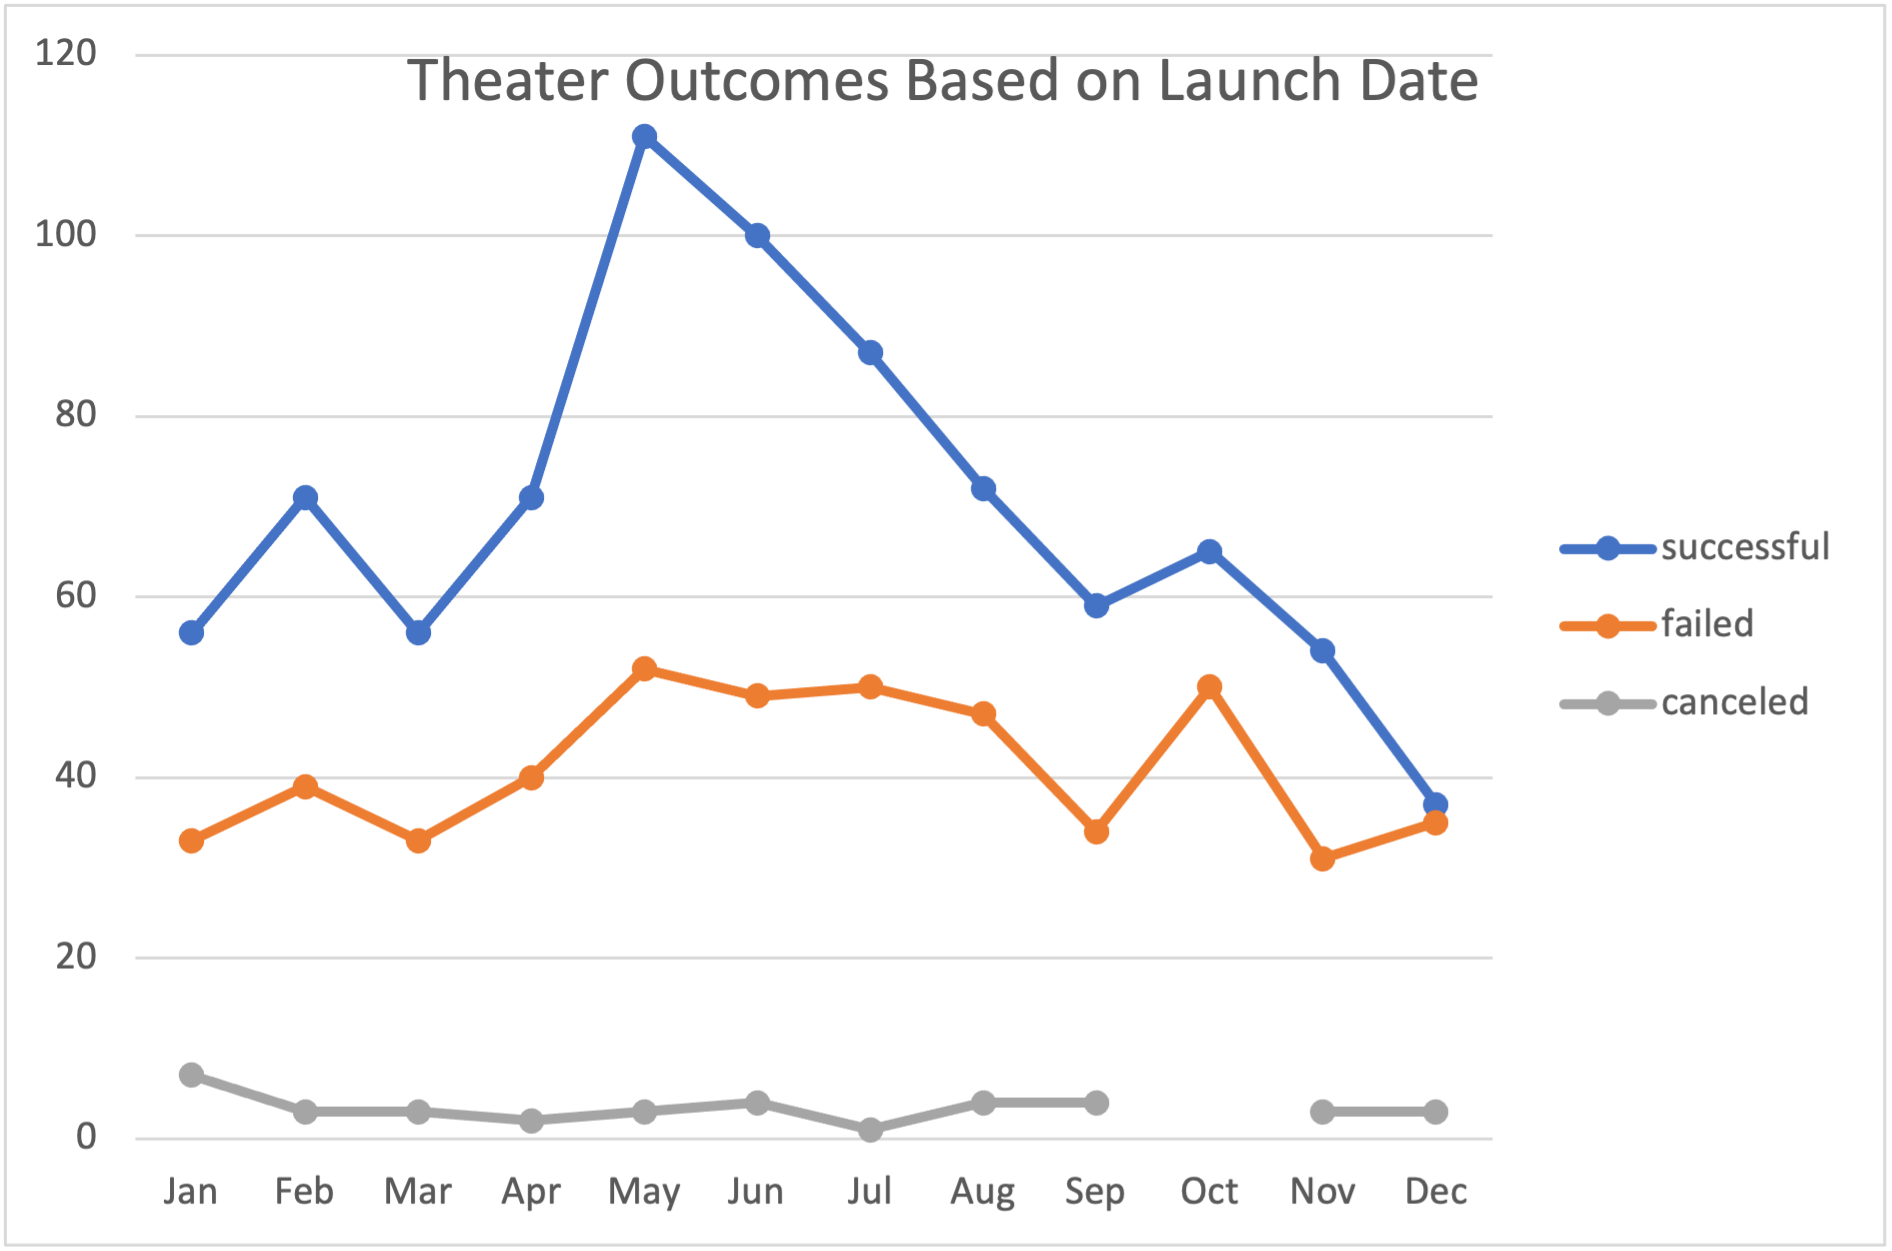 Theater Outcomes Based on Launch Date
120
100
80
60
40
20
0
Jan Feb Mar Apr May Jun Jul Aug Sep Oct Nov Dec
successful
failed
canceled